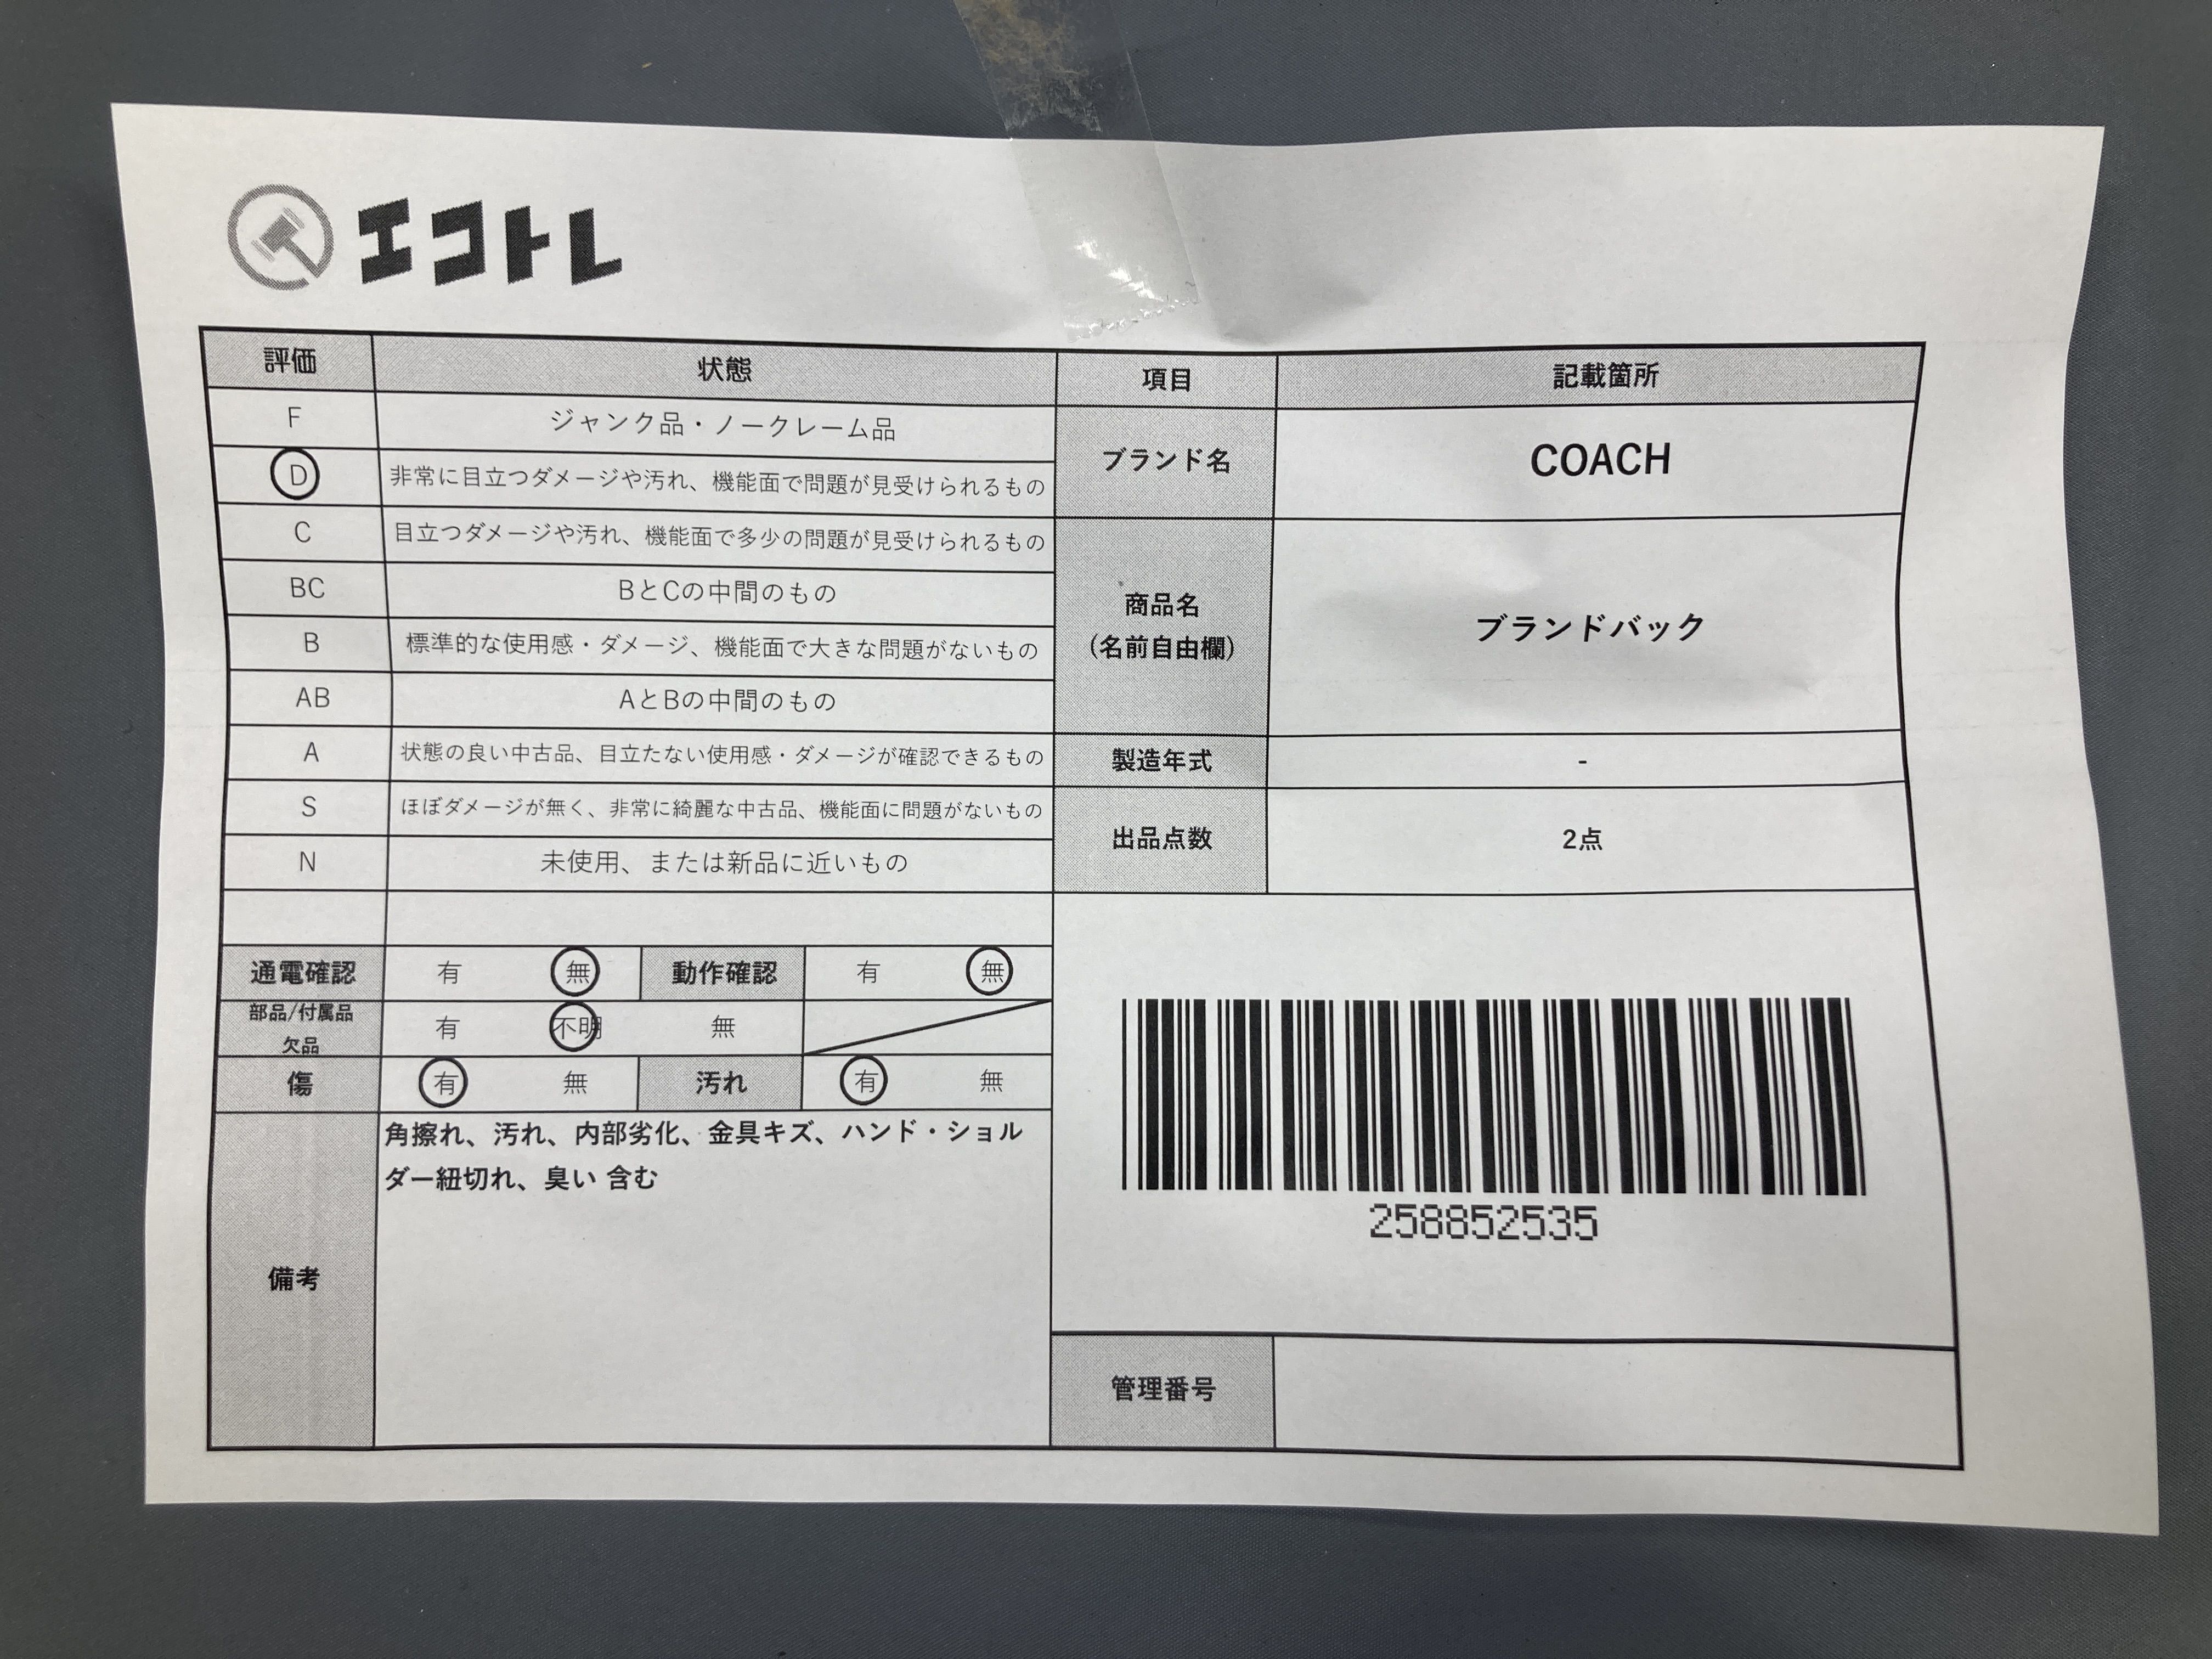 エコトレ
評価 状態 項目 記載箇所
F ジャンク品・ノークレーム品
D 非常に目立つダメージや汚れ、機能面で問題が見受けられるもの
C 目立つダメージや汚れ、機能面で多少の問題が見受けられるもの
BC BとCの中間のもの
B 標準的な使用感・ダメージ、機能面で大きな問題がないもの
AB AとBの中間のもの
A 状態の良い中古品、目立たない使用感・ダメージが確認できるもの
S ほぼダメージが無く、非常に綺麗な中古品、機能面に問題がないもの
N 未使用、または新品に近いもの
ブランド名 COACH
商品名
(名前自由欄)
ブランドバック
製造年式 -
出品点数 2点
通電確認 有 無 動作確認 有 無
部品/付属品
欠品
有 不明 無
傷 有 無 汚れ 有 無
備考
角擦れ、汚れ、内部劣化、金具キズ、ハンド・ショル
ダー紐切れ、臭い 含む
258852535
管理番号